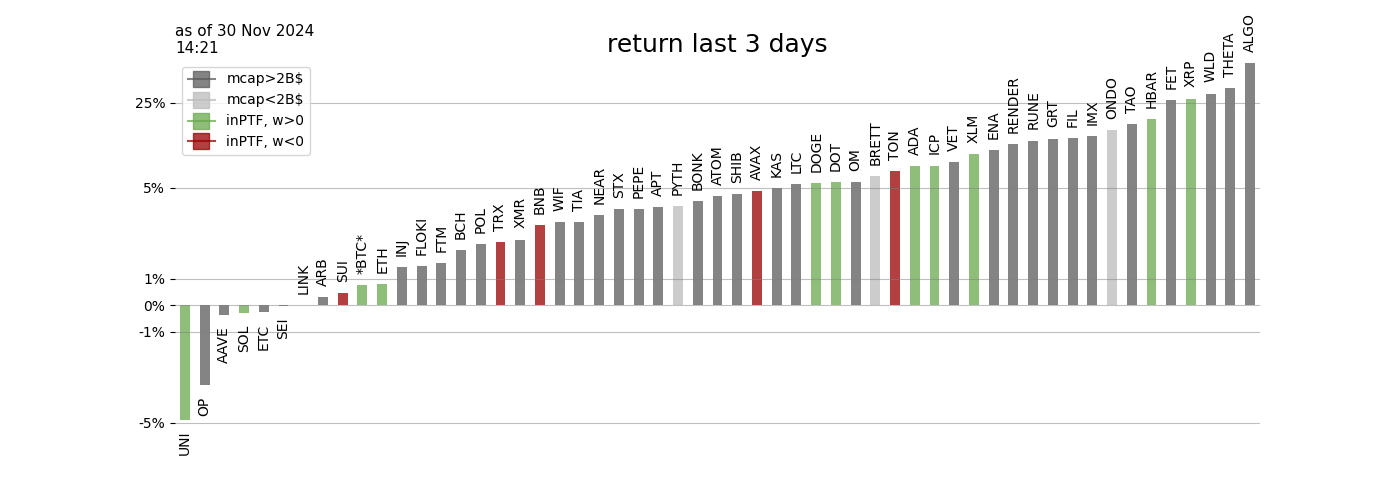 as of 30 Nov 2024
14:21
return last 3 days
mcap>2B$
mcap<2B$
inPTF, w>0
inPTF, w<0
25%
5%
1%
0%
-1%
-5%
UNI
OP
AAVE
SOL
ETC
SEI
LINK
ARB
SUI
*BTC*
ETH
INJ
FLOKI
FTM
BCH
POL
TRX
XMR
BNB
WIF
TIA
NEAR
STX
PEPE
APT
PYTH
BONK
ATOM
SHIB
AVAX
KAS
LTC
DOGE
DOT
OM
BRETT
TON
ADA
ICP
VET
XLM
ENA
RENDER
RUNE
GRT
FIL
IMX
ONDO
TAO
HBAR
FET
XRP
WLD
THETA
ALGO